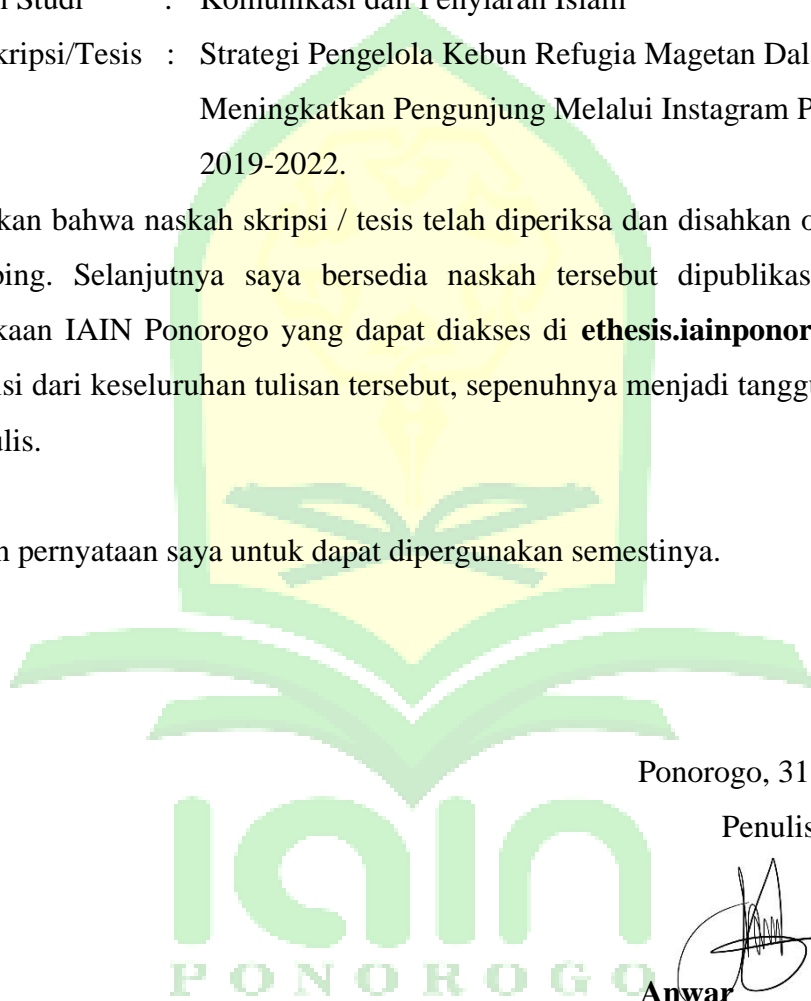 Studi : Komunikasi dan Penyiaran Islam
kripsi/Tesis : Strategi Pengelola Kebun Refugia Magetan Dal
Meningkatkan Pengunjung Melalui Instagram P
2019-2022.
kan bahwa naskah skripsi / tesis telah diperiksa dan disahkan o
bing. Selanjutnya saya bersedia naskah tersebut dipublikas
kaan IAIN Ponorogo yang dapat diakses di ethesis.iainponor
si dari keseluruhan tulisan tersebut, sepenuhnya menjadi tanggu
ulis.
n pernyataan saya untuk dapat dipergunakan semestinya.
Ponorogo, 31
Penulis
iain
PONOROGO
Anwar